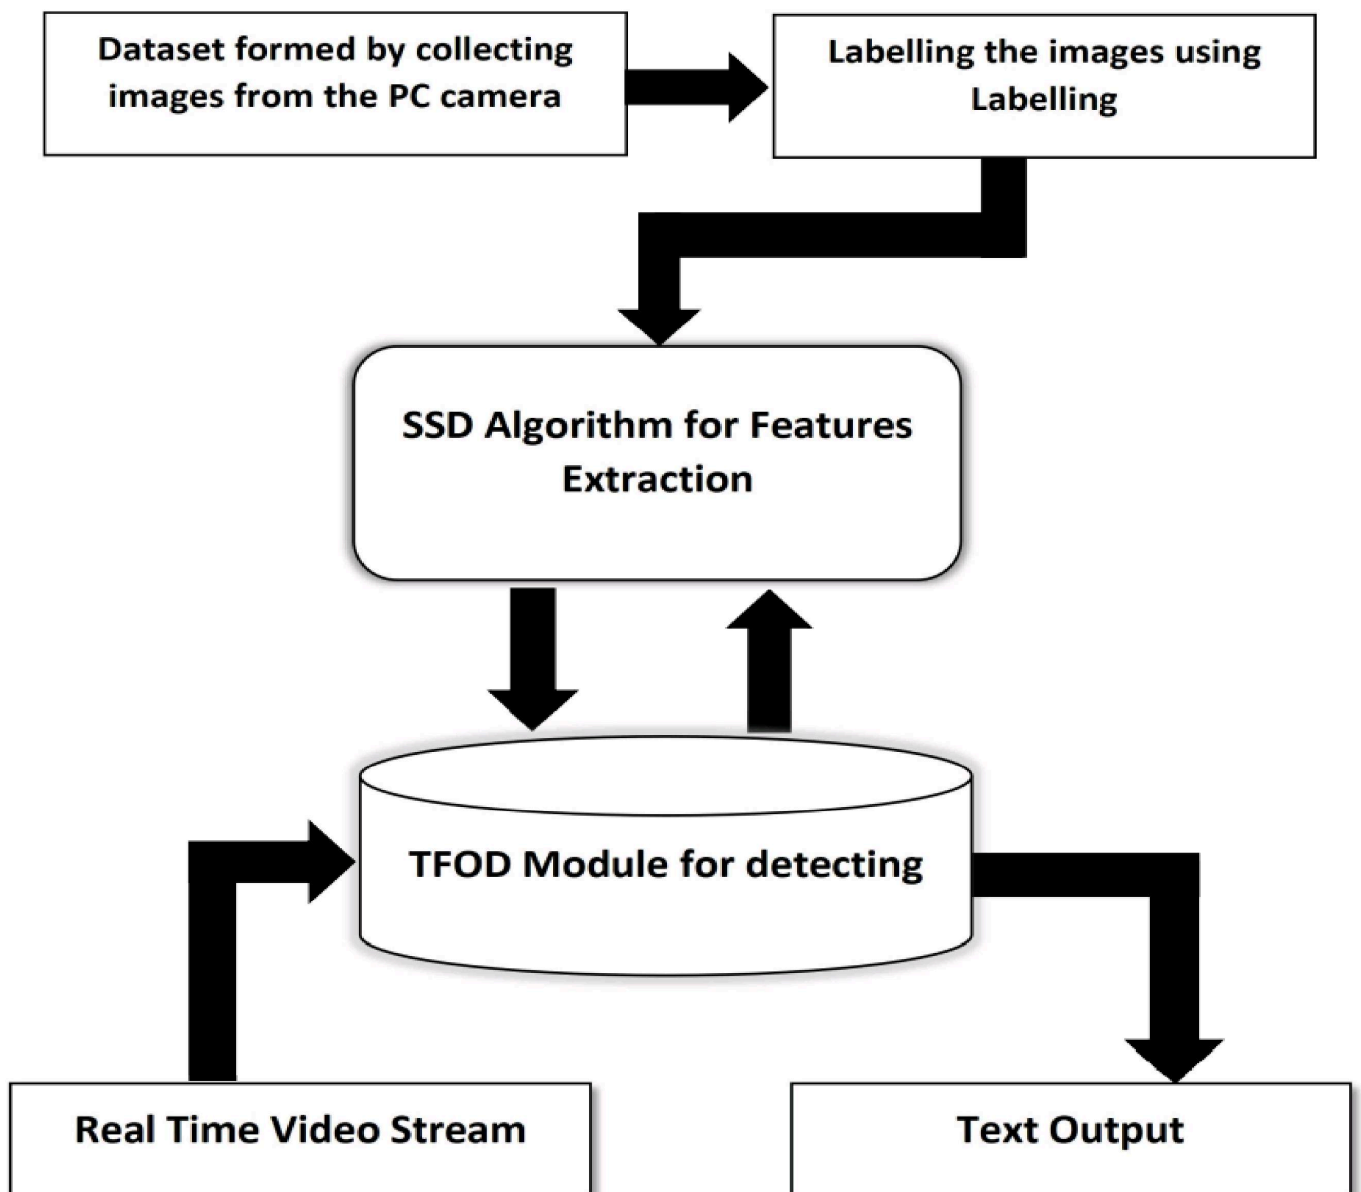 Dataset formed by collecting
images from the PC camera
Labelling the images using
Labelling
SSD Algorithm for Features
Extraction
TFOD Module for detecting
Real Time Video Stream
Text Output